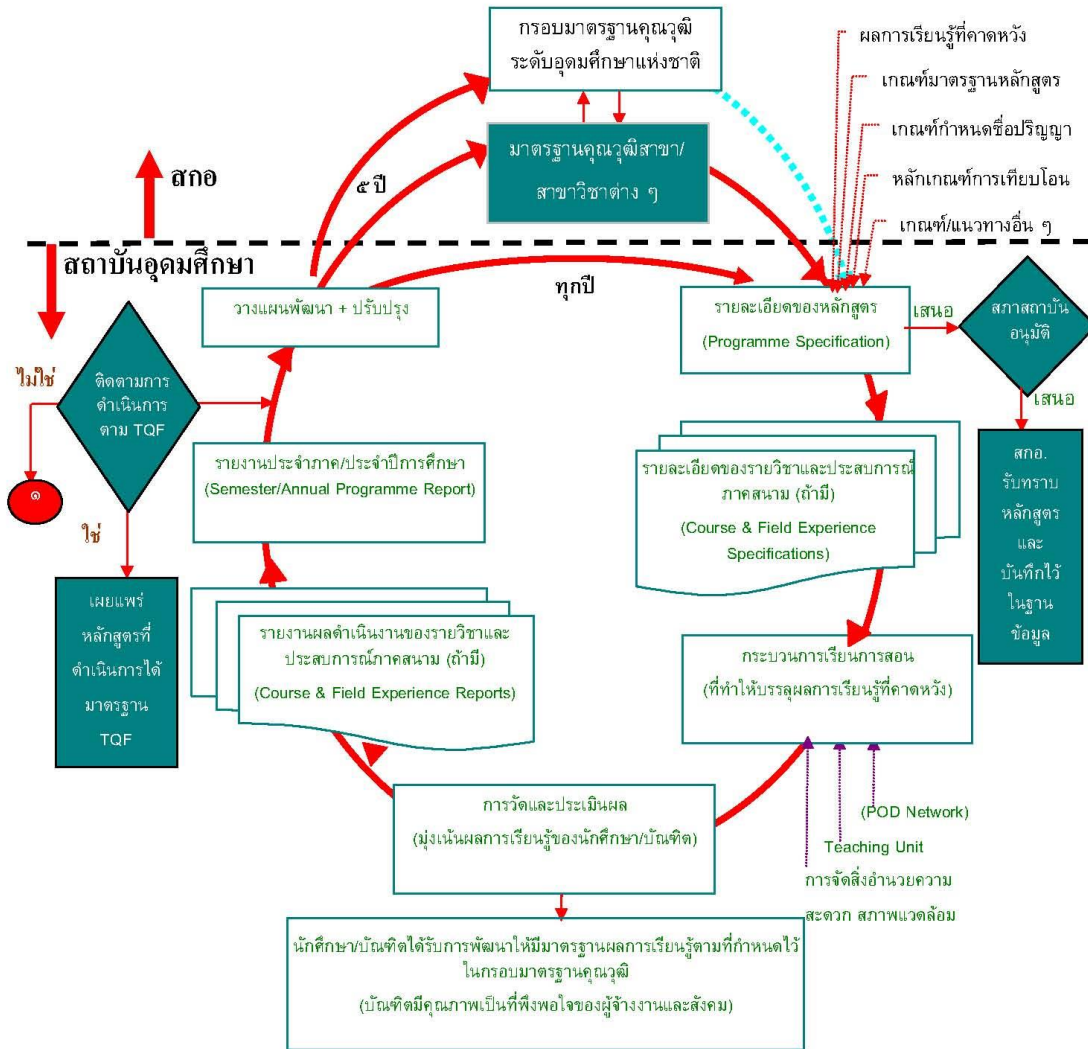 กรอบมาตรฐานคุณวุฒิ
ระดับอุดมศึกษาแห่งชาติ
ผลการเรียนรู้ที่คาดหวัง
เกณฑ์มาตรฐานหลักสูตร
เกณฑ์กำหนดชื่อปริญญา
หลักเกณฑ์การเทียบโอน
เกณฑ์/แนวทางอื่น ๆ
มาตรฐานคุณวุฒิสาขา/
สาขาวิชาต่าง ๆ
สกอ
๕ ปี
สถาบันอุดมศึกษา
ทุกปี
วางแผนพัฒนา + ปรับปรุง
รายละเอียดของหลักสูตร
(Programme Specification)
เสนอ
สภาสถาบัน
อนุมัติ
เสนอ
ไม่ใช่
ติดตามการ
ดำเนินการ
ตาม TQF
๑
ใช่
รายงานประจำภาค/ประจำปีการศึกษา
(Semester/Annual Programme Report)
รายละเอียดของรายวิชาและประสบการณ์
ภาคสนาม (ถ้ามี)
(Course & Field Experience
Specifications)
สกอ.
รับทราบ
หลักสูตร
และ
บันทึกไว้
ในฐาน
ข้อมูล
เผยแพร่
หลักสูตรที่
ดำเนินการได้
มาตรฐาน
TQF
รายงานผลดำเนินงานของรายวิชาและ
ประสบการณ์ภาคสนาม (ถ้ามี)
(Course & Field Experience Reports)
กระบวนการเรียนการสอน
(ที่ทำให้บรรลุผลการเรียนรู้ที่คาดหวัง)
การวัดและประเมินผล
(มุ่งเน้นผลการเรียนรู้ของนักศึกษา/บัณฑิต)
(POD Network)
Teaching Unit
การจัดสิ่งอำนวยความ
สะดวก สภาพแวดล้อม
นักศึกษา/บัณฑิตได้รับการพัฒนาให้มีมาตรฐานผลการเรียนรู้ตามที่กำหนดไว้
ในกรอบมาตรฐานคุณวุฒิ
(บัณฑิตมีคุณภาพเป็นที่พึงพอใจของผู้จ้างงานและสังคม)